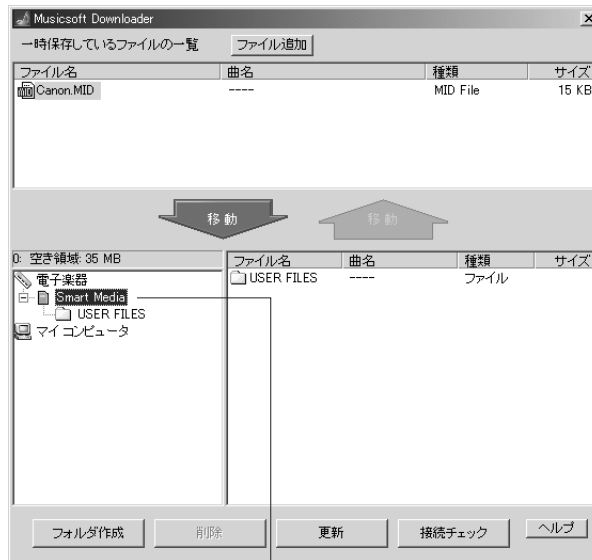 Musicsoft Downloader
一時保存しているファイルの一覧 ファイル追加
ファイル名 曲名 種類 サイズ
Canon.MID ---- MID File 15 KB
移動 移動
0: 空き領域: 35 MB
電子楽器
Smart Media
USER FILES
マイ コンピュータ
ファイル名 曲名 種類 サイズ
USER FILES ---- ファイル
フォルダ作成 削除 更新 接続チェック ヘルプ